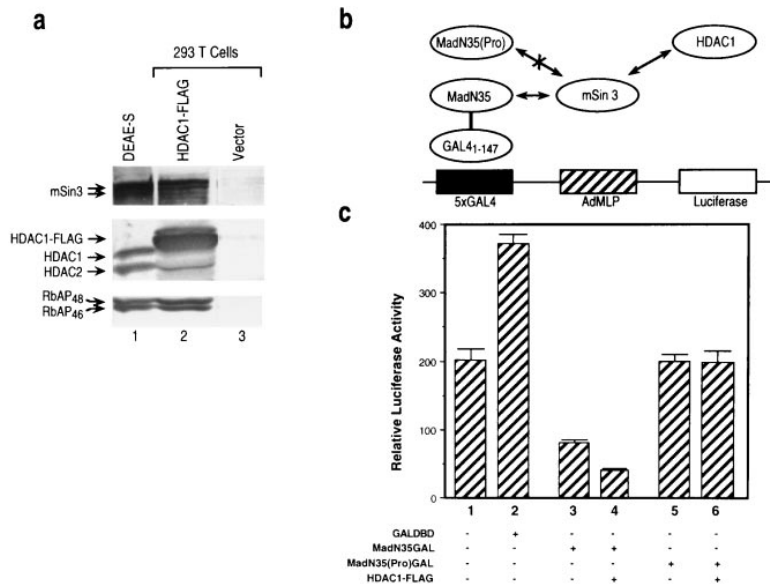 a
293 T Cells
DEAE-S
HDAC1-FLAG
Vector
mSin3
HDAC1-FLAG
HDAC1
HDAC2
RbAP48
RbAP46
1 2 3
b
MadN35(Pro)
HDAC1
MadN35
mSin 3
GAL41-147
5xGAL4 AdMLP Luciferase
c
Relative Luciferase Activity
400
300
200
100
0
1 2 3 4 5 6
GALDBD - + - - - -
MadN35GAL - - + + - -
MadN35(Pro)GAL - - - - + +
HDAC1-FLAG - - - + - +